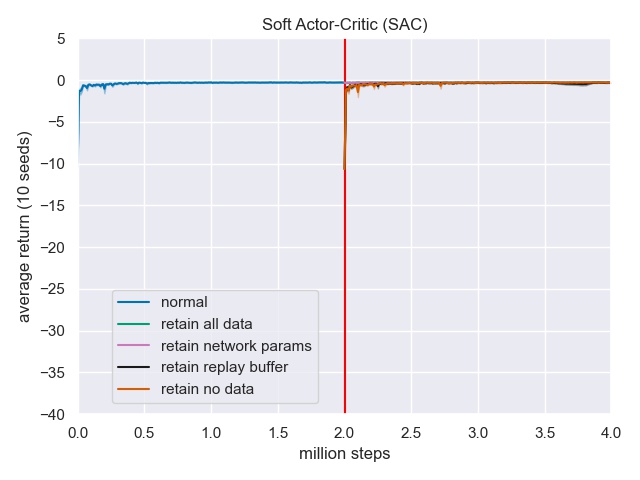 Soft Actor-Critic (SAC)
5
0
−5
−10
−15
−20
−25
−30
−35
−40
average return (10 seeds)
normal
retain all data
retain network params
retain replay buffer
retain no data
0.0 0.5 1.0 1.5 2.0 2.5 3.0 3.5 4.0
million steps